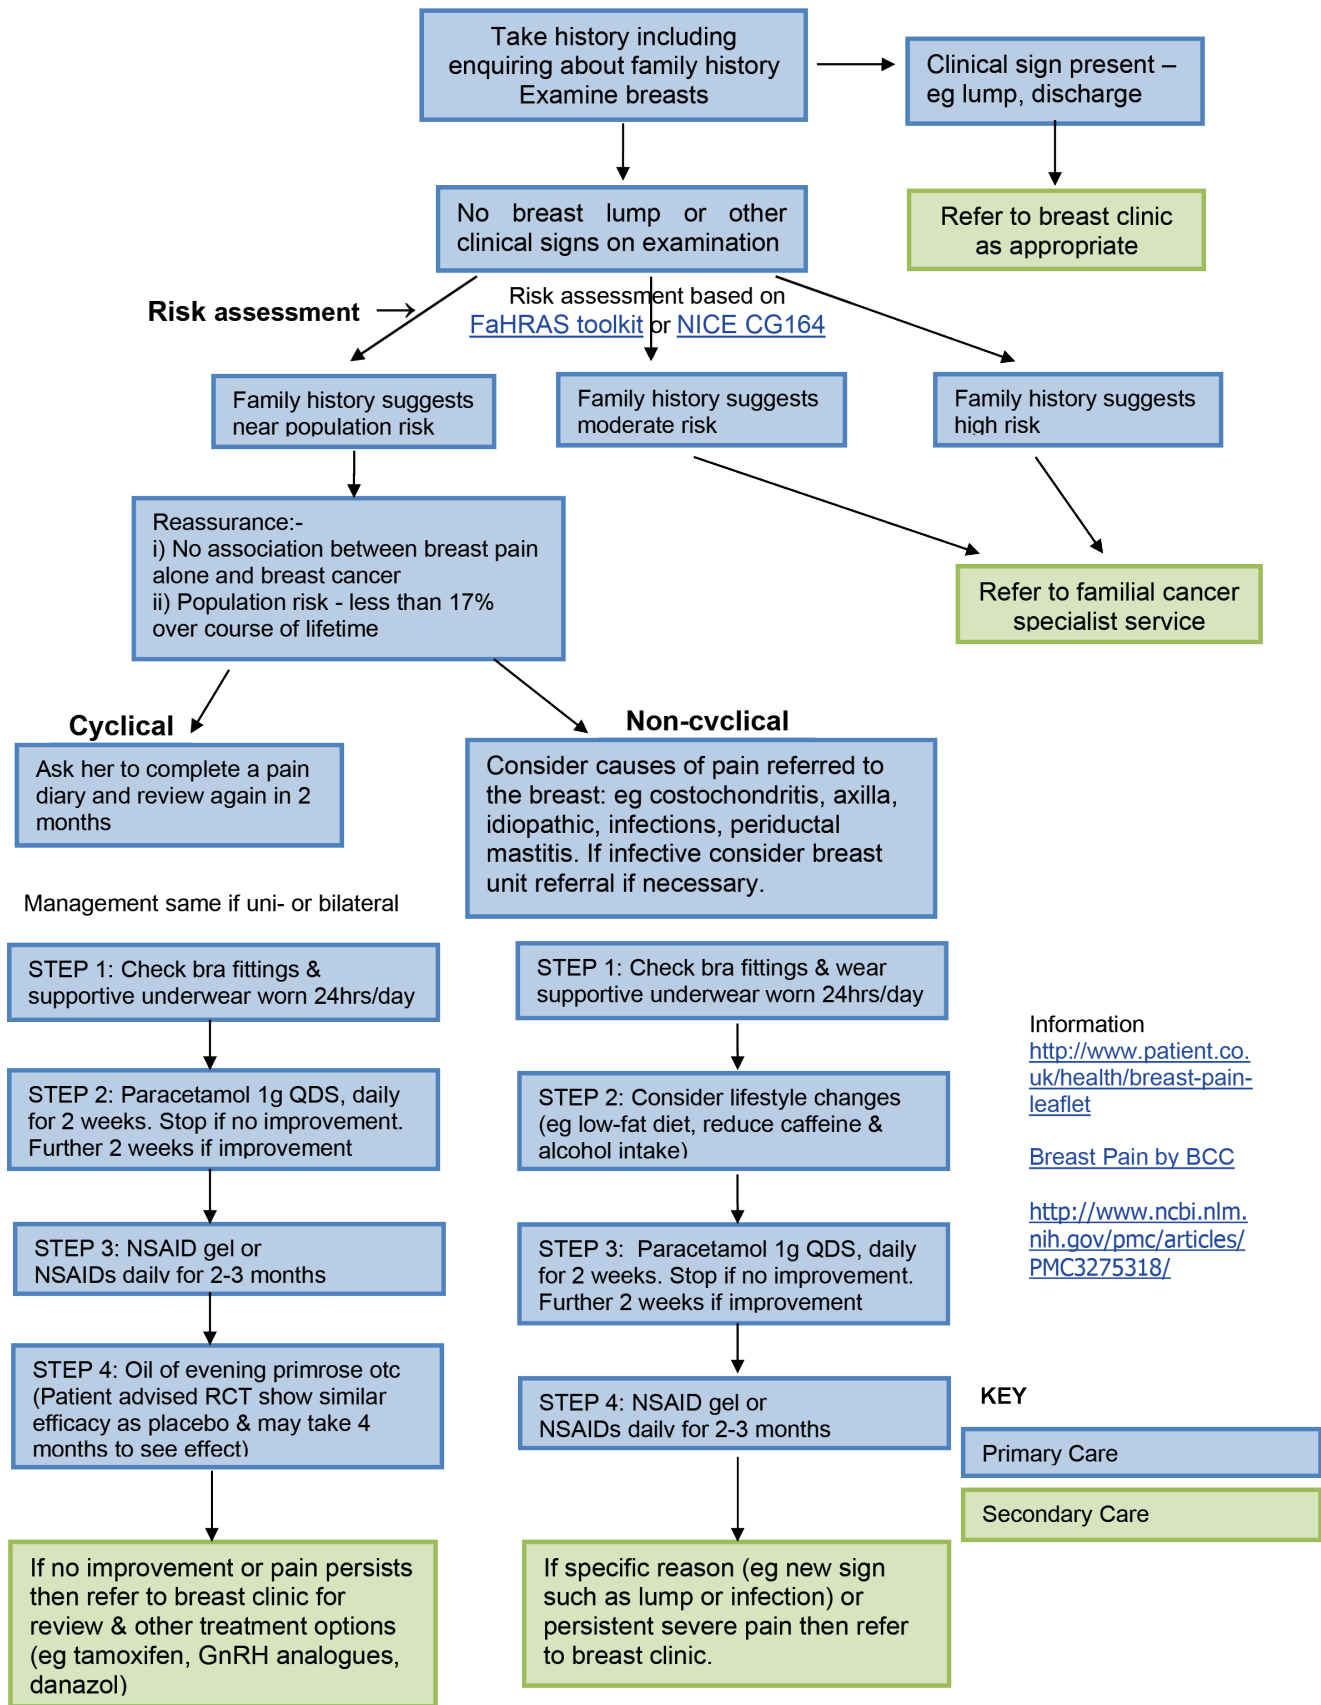 Take history including
enquiring about family history
Examine breasts
Clinical sign present –
eg lump, discharge
No breast lump or other
clinical signs on examination
Refer to breast clinic
as appropriate
Risk assessment →
Risk assessment based on
FaHRAS toolkit or NICE CG164
Family history suggests
near population risk
Family history suggests
moderate risk
Family history suggests
high risk
Reassurance:-
i) No association between breast pain
alone and breast cancer
ii) Population risk - less than 17%
over course of lifetime
Refer to familial cancer
specialist service
Cyclical
Ask her to complete a pain
diary and review again in 2
months
Non-cyclical
Consider causes of pain referred to
the breast: eg costochondritis, axilla,
idiopathic, infections, periductal
mastitis. If infective consider breast
unit referral if necessary.
Management same if uni- or bilateral
STEP 1: Check bra fittings &
supportive underwear worn 24hrs/day
STEP 2: Paracetamol 1g QDS, daily
for 2 weeks. Stop if no improvement.
Further 2 weeks if improvement
STEP 3: NSAID gel or
NSAIDs daily for 2-3 months
STEP 4: Oil of evening primrose otc
(Patient advised RCT show similar
efficacy as placebo & may take 4
months to see effect)
If no improvement or pain persists
then refer to breast clinic for
review & other treatment options
(eg tamoxifen, GnRH analogues,
danazol)
STEP 1: Check bra fittings & wear
supportive underwear worn 24hrs/day
STEP 2: Consider lifestyle changes
(eg low-fat diet, reduce caffeine &
alcohol intake)
STEP 3: Paracetamol 1g QDS, daily
for 2 weeks. Stop if no improvement.
Further 2 weeks if improvement
STEP 4: NSAID gel or
NSAIDs daily for 2-3 months
If specific reason (eg new sign
such as lump or infection) or
persistent severe pain then refer
to breast clinic.
Information
http://www.patient.co.
uk/health/breast-pain-
leaflet
Breast Pain by BCC
http://www.ncbi.nlm.
nih.gov/pmc/articles/
PMC3275318/
KEY
Primary Care
Secondary Care